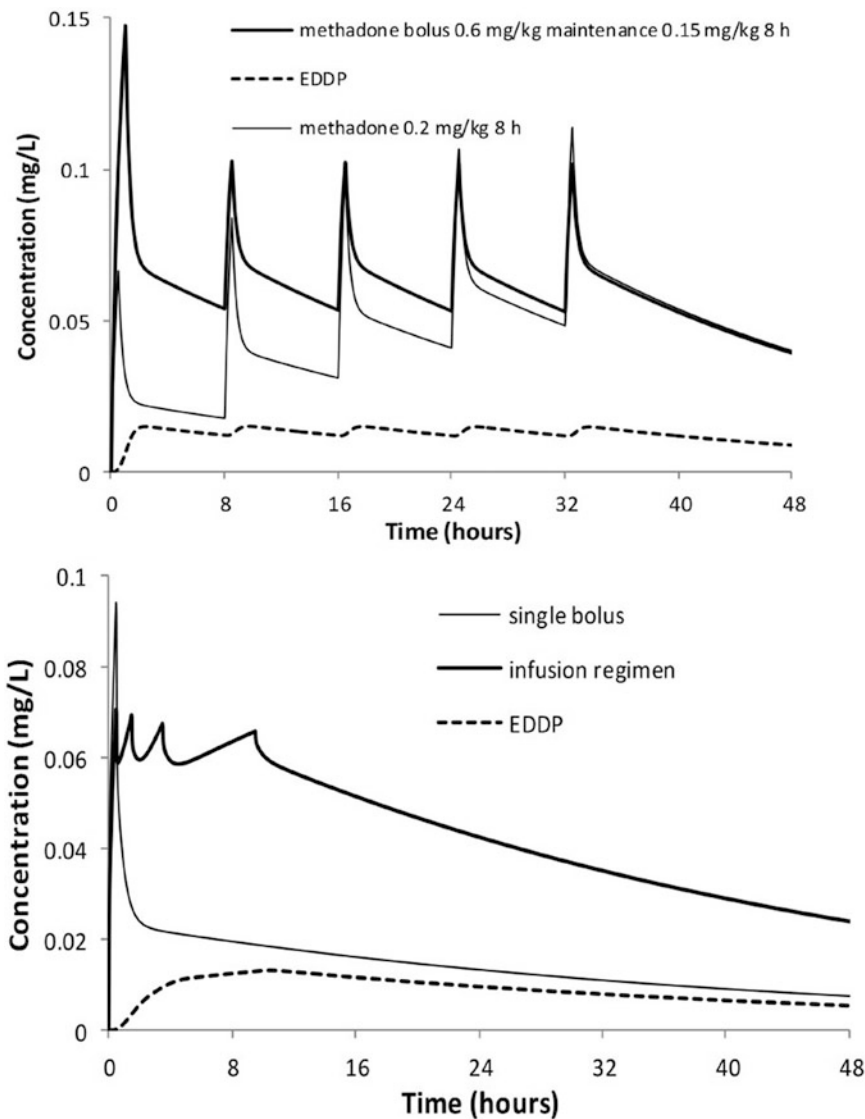 0.15
methadone bolus 0.6 mg/kg maintenance 0.15 mg/kg 8 h
EDDP
methadone 0.2 mg/kg 8 h
0.1
0.05
0
Concentration (mg/L)
0 8 16 24 32 40 48
Time (hours)
0.1
single bolus
infusion regimen
EDDP
0.08
0.06
0.04
0.02
0
Concentration (mg/L)
0 8 16 24 32 40 48
Time (hours)